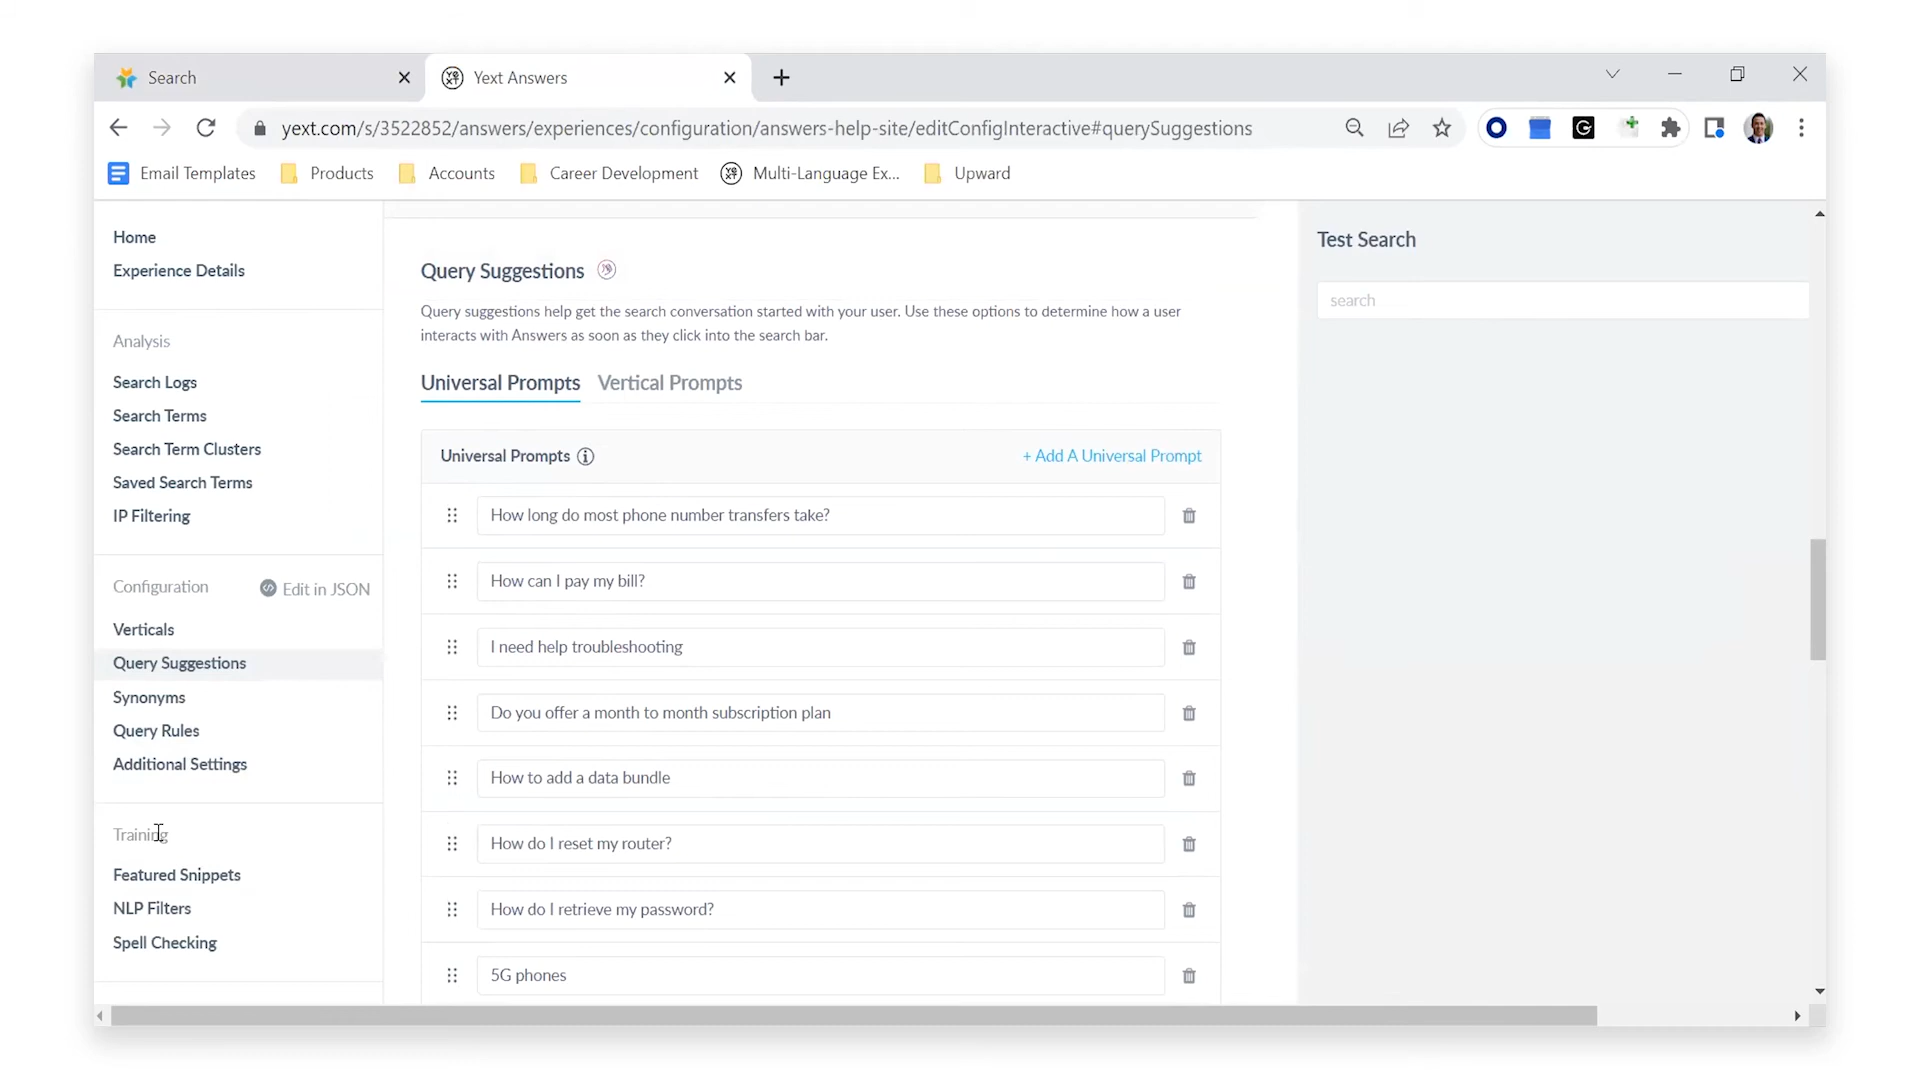 Search
Yext Answers
yext.com/s/3522852/answers/experiences/configuration/answers-help-site/editConfigInteractive#querySuggestions
Email Templates
Products
Accounts
Career Development
Multi-Language Ex...
Upward
Home
Experience Details
Analysis
Search Logs
Search Terms
Search Term Clusters
Saved Search Terms
IP Filtering
Configuration
Edit in JSON
Verticals
Query Suggestions
Synonyms
Query Rules
Additional Settings
Training
Featured Snippets
NLP Filters
Spell Checking
Query Suggestions
Query suggestions help get the search conversation started with your user. Use these options to determine how a user
interacts with Answers as soon as they click into the search bar.
Universal Prompts
Vertical Prompts
Universal Prompts
+ Add A Universal Prompt
How long do most phone number transfers take?
How can I pay my bill?
I need help troubleshooting
Do you offer a month to month subscription plan
How to add a data bundle
How do I reset my router?
How do I retrieve my password?
5G phones
Test Search
search